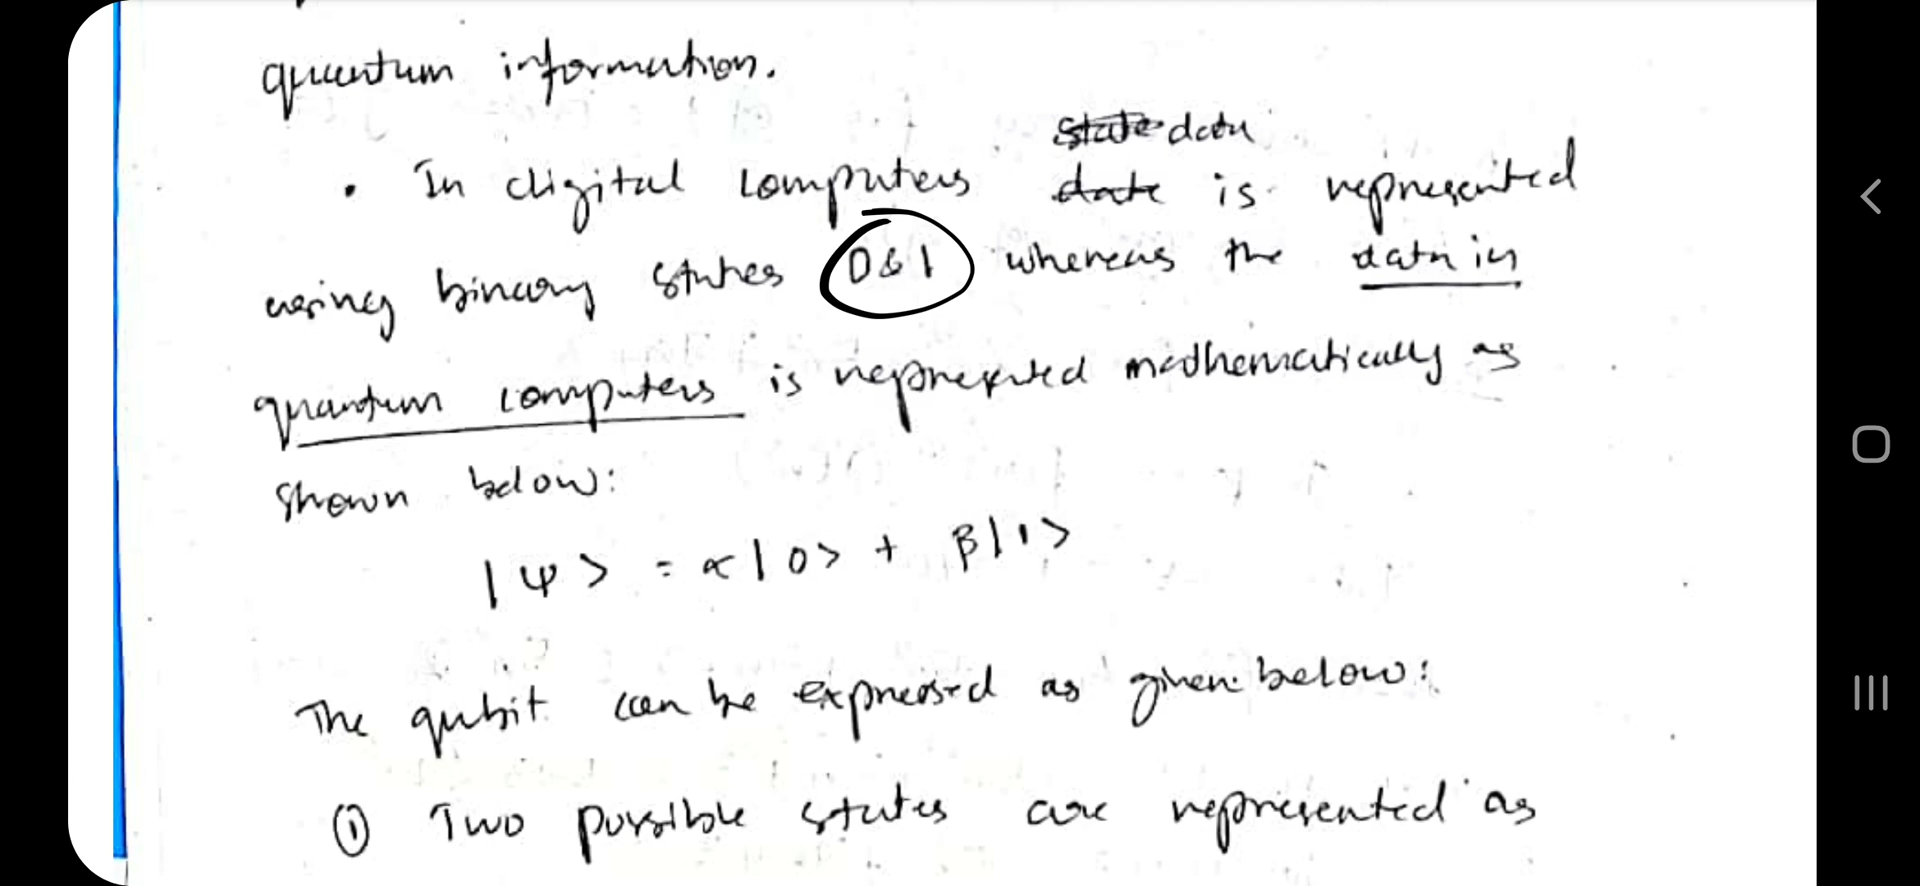 quantum information.
state data
• In digital computers date is represented
using binary states 0 & 1 whereas the data in
quantum computers is represented mathematically as
shown below:
|ψ> = α|0> + β|1>
The qubit can be expressed as given below:
① Two possible states are represented as